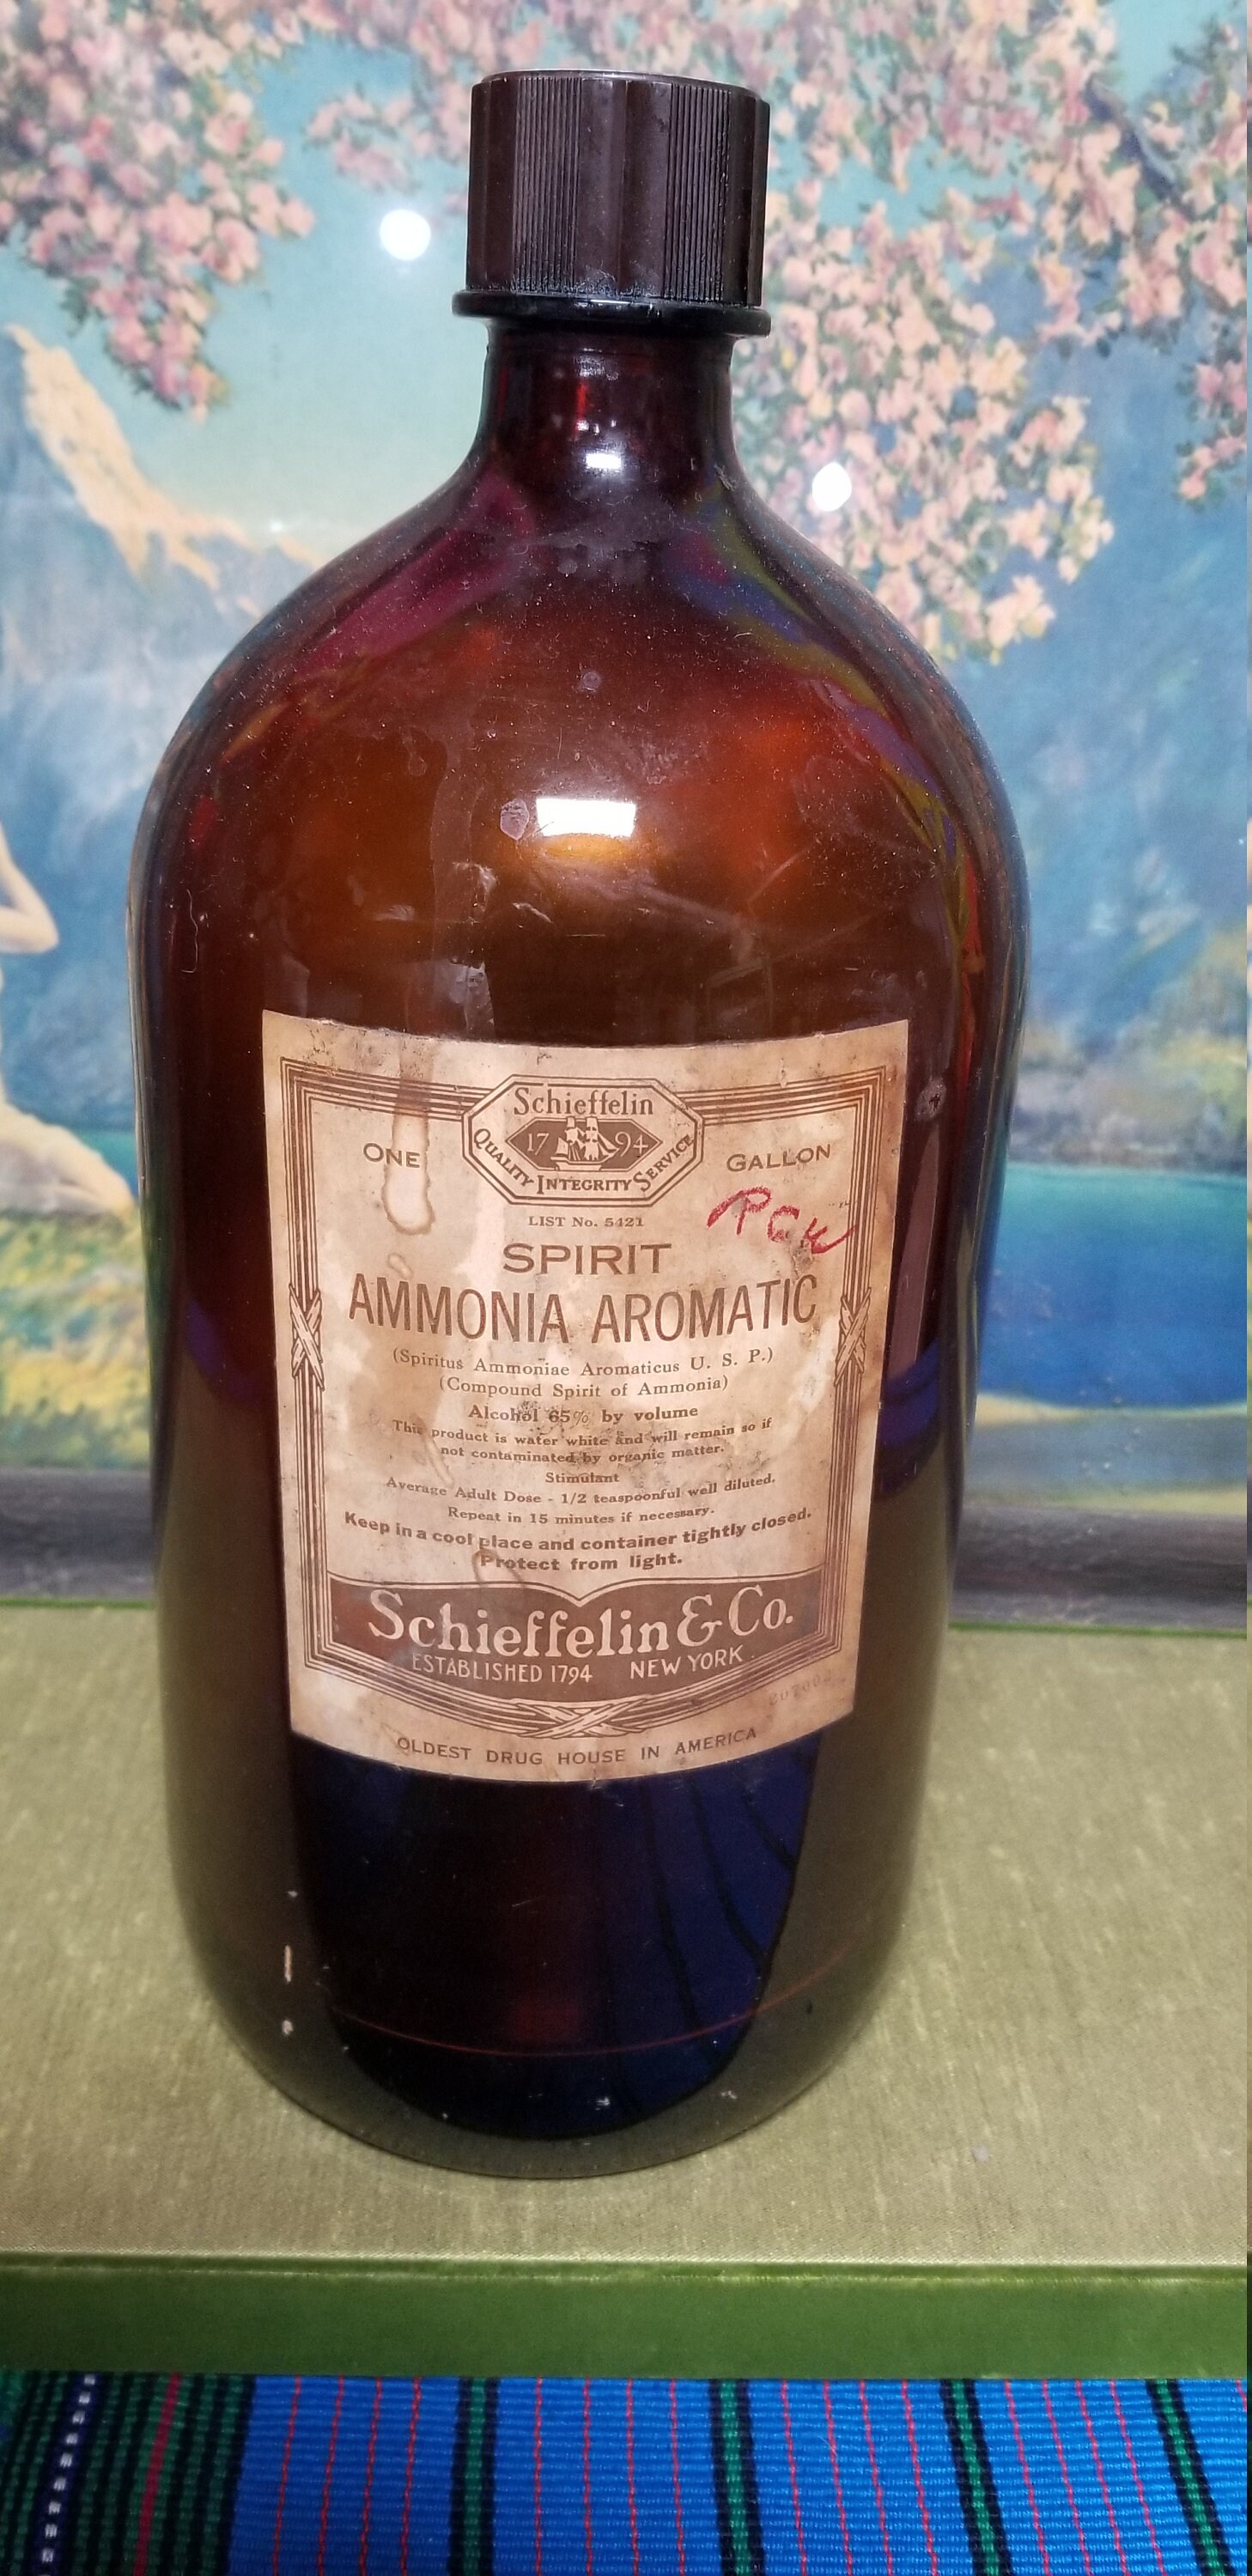 Schieffelin
17 94
QUALITY INTEGRITY SERVICE
ONE GALLON
LIST No. 5421
SPIRIT
AMMONIA AROMATIC
(Spiritus Ammoniae Aromaticus U. S. P.)
(Compound Spirit of Ammonia)
Alcohol 65% by volume
This product is water white and will remain so if
not contaminated by organic matter.
Stimulant
Average Adult Dose - 1/2 teaspoonful well diluted.
Repeat in 15 minutes if necessary.
Keep in a cool place and container tightly closed.
Protect from light.
Schieffelin & Co.
ESTABLISHED 1794 NEW YORK
OLDEST DRUG HOUSE IN AMERICA